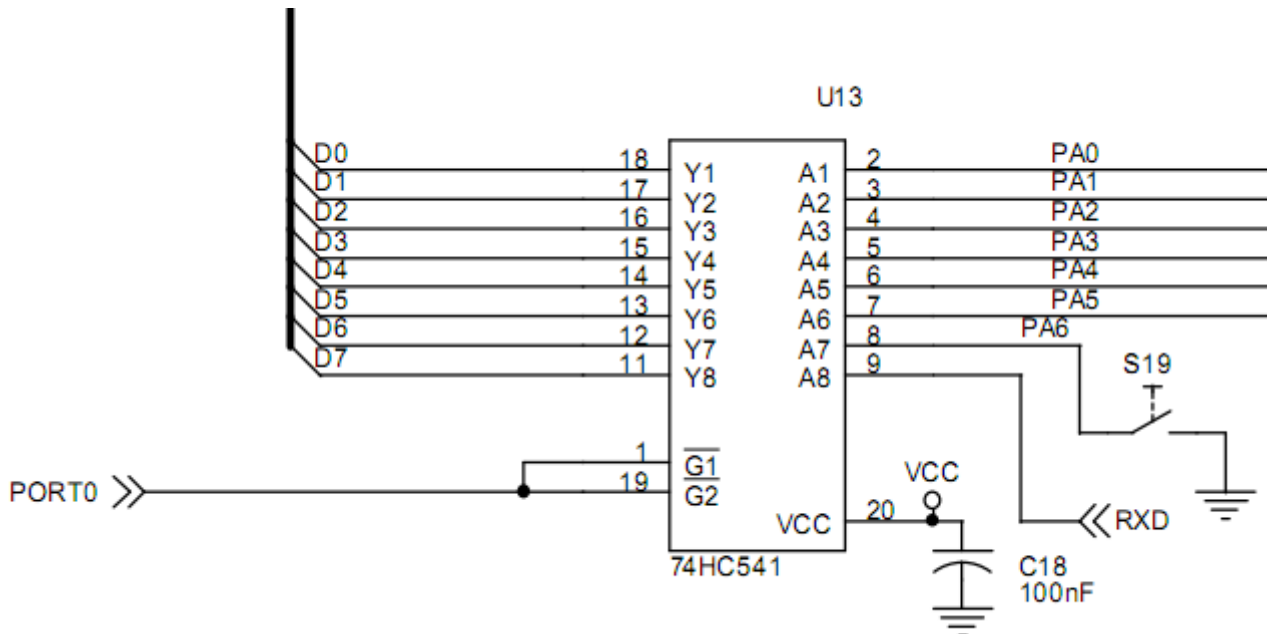 U13
D0 18 Y1 A1 2 PA0
D1 17 Y2 A2 3 PA1
D2 16 Y3 A3 4 PA2
D3 15 Y4 A4 5 PA3
D4 14 Y5 A5 6 PA4
D5 13 Y6 A6 7 PA5
D6 12 Y7 A7 8 PA6
D7 11 Y8 A8 9
S19
1 G1
PORT0 19 G2
VCC
VCC 20
RXD
74HC541
C18
100nF